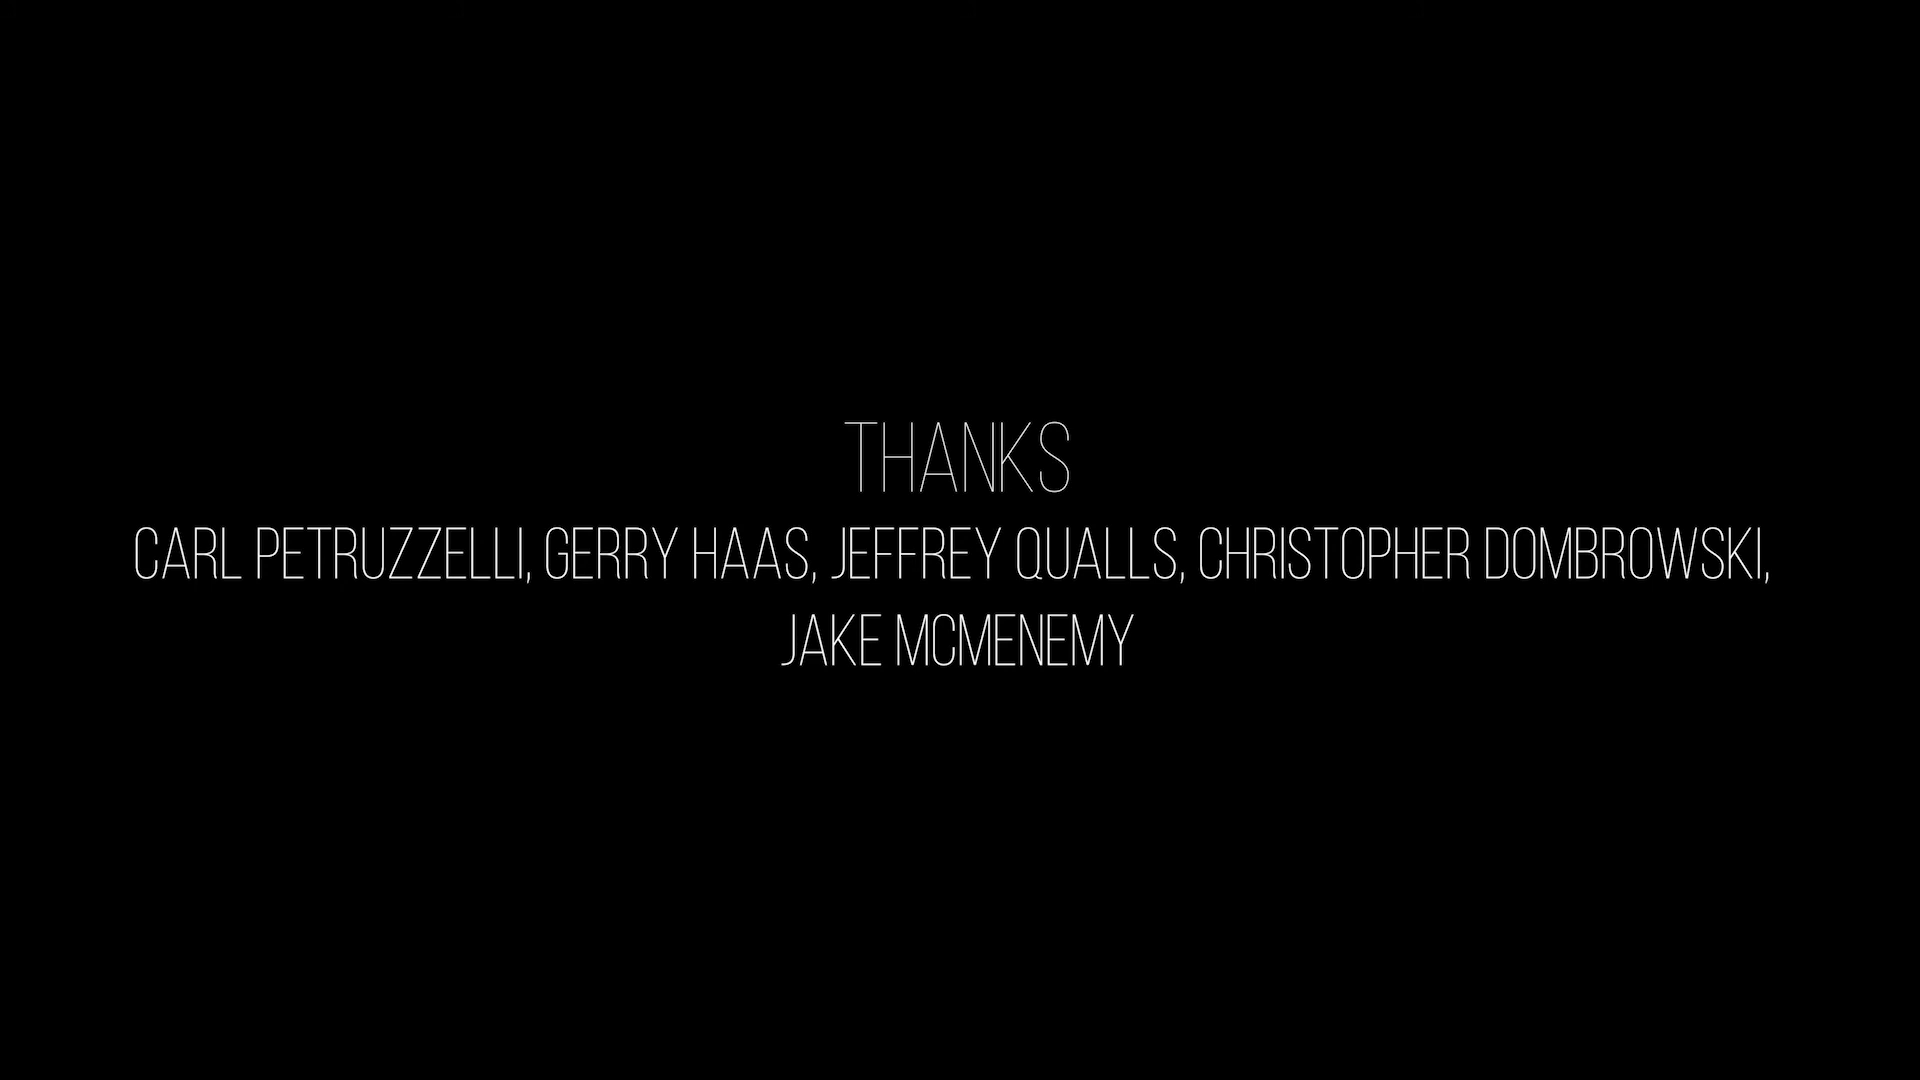 THANKS
CARL PETRUZZELLI, GERRY HAAS, JEFFREY QUALLS, CHRISTOPHER DOMBROWSKI,
JAKE MCMENEMY